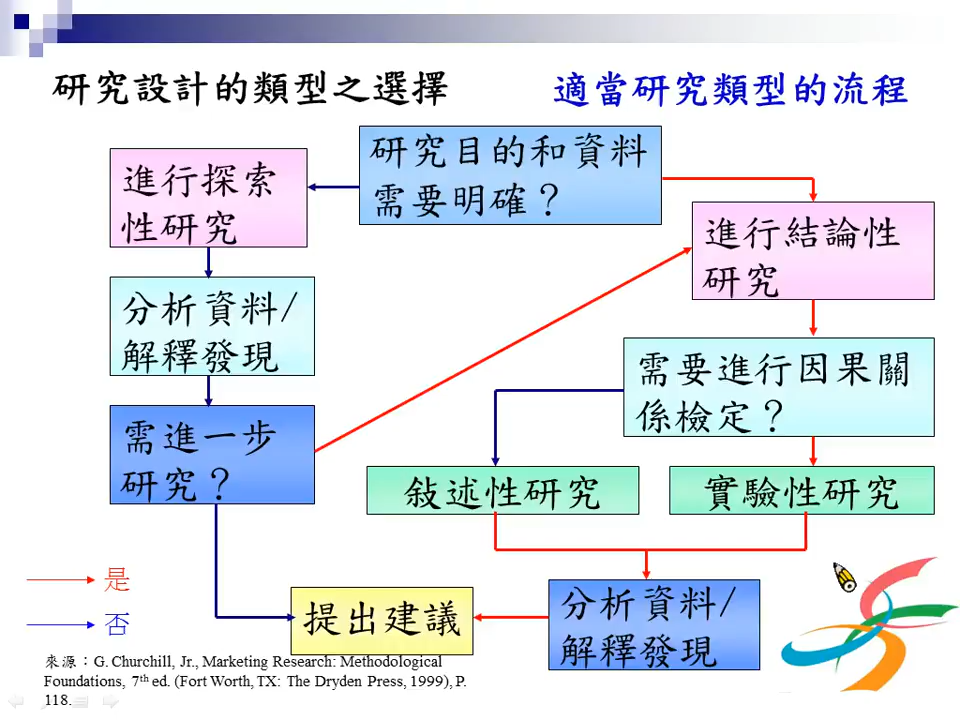 研究設計的類型之選擇
適當研究類型的流程
研究目的和資料
需要明確？
進行探索
性研究
進行結論性
研究
分析資料/
解釋發現
需要進行因果關
係檢定？
需進一步
研究？
敍述性研究
實驗性研究
是
否
提出建議
分析資料/
解釋發現
來源：G. Churchill, Jr., Marketing Research: Methodological
Foundations, 7th ed. (Fort Worth, TX: The Dryden Press, 1999), P.
118.